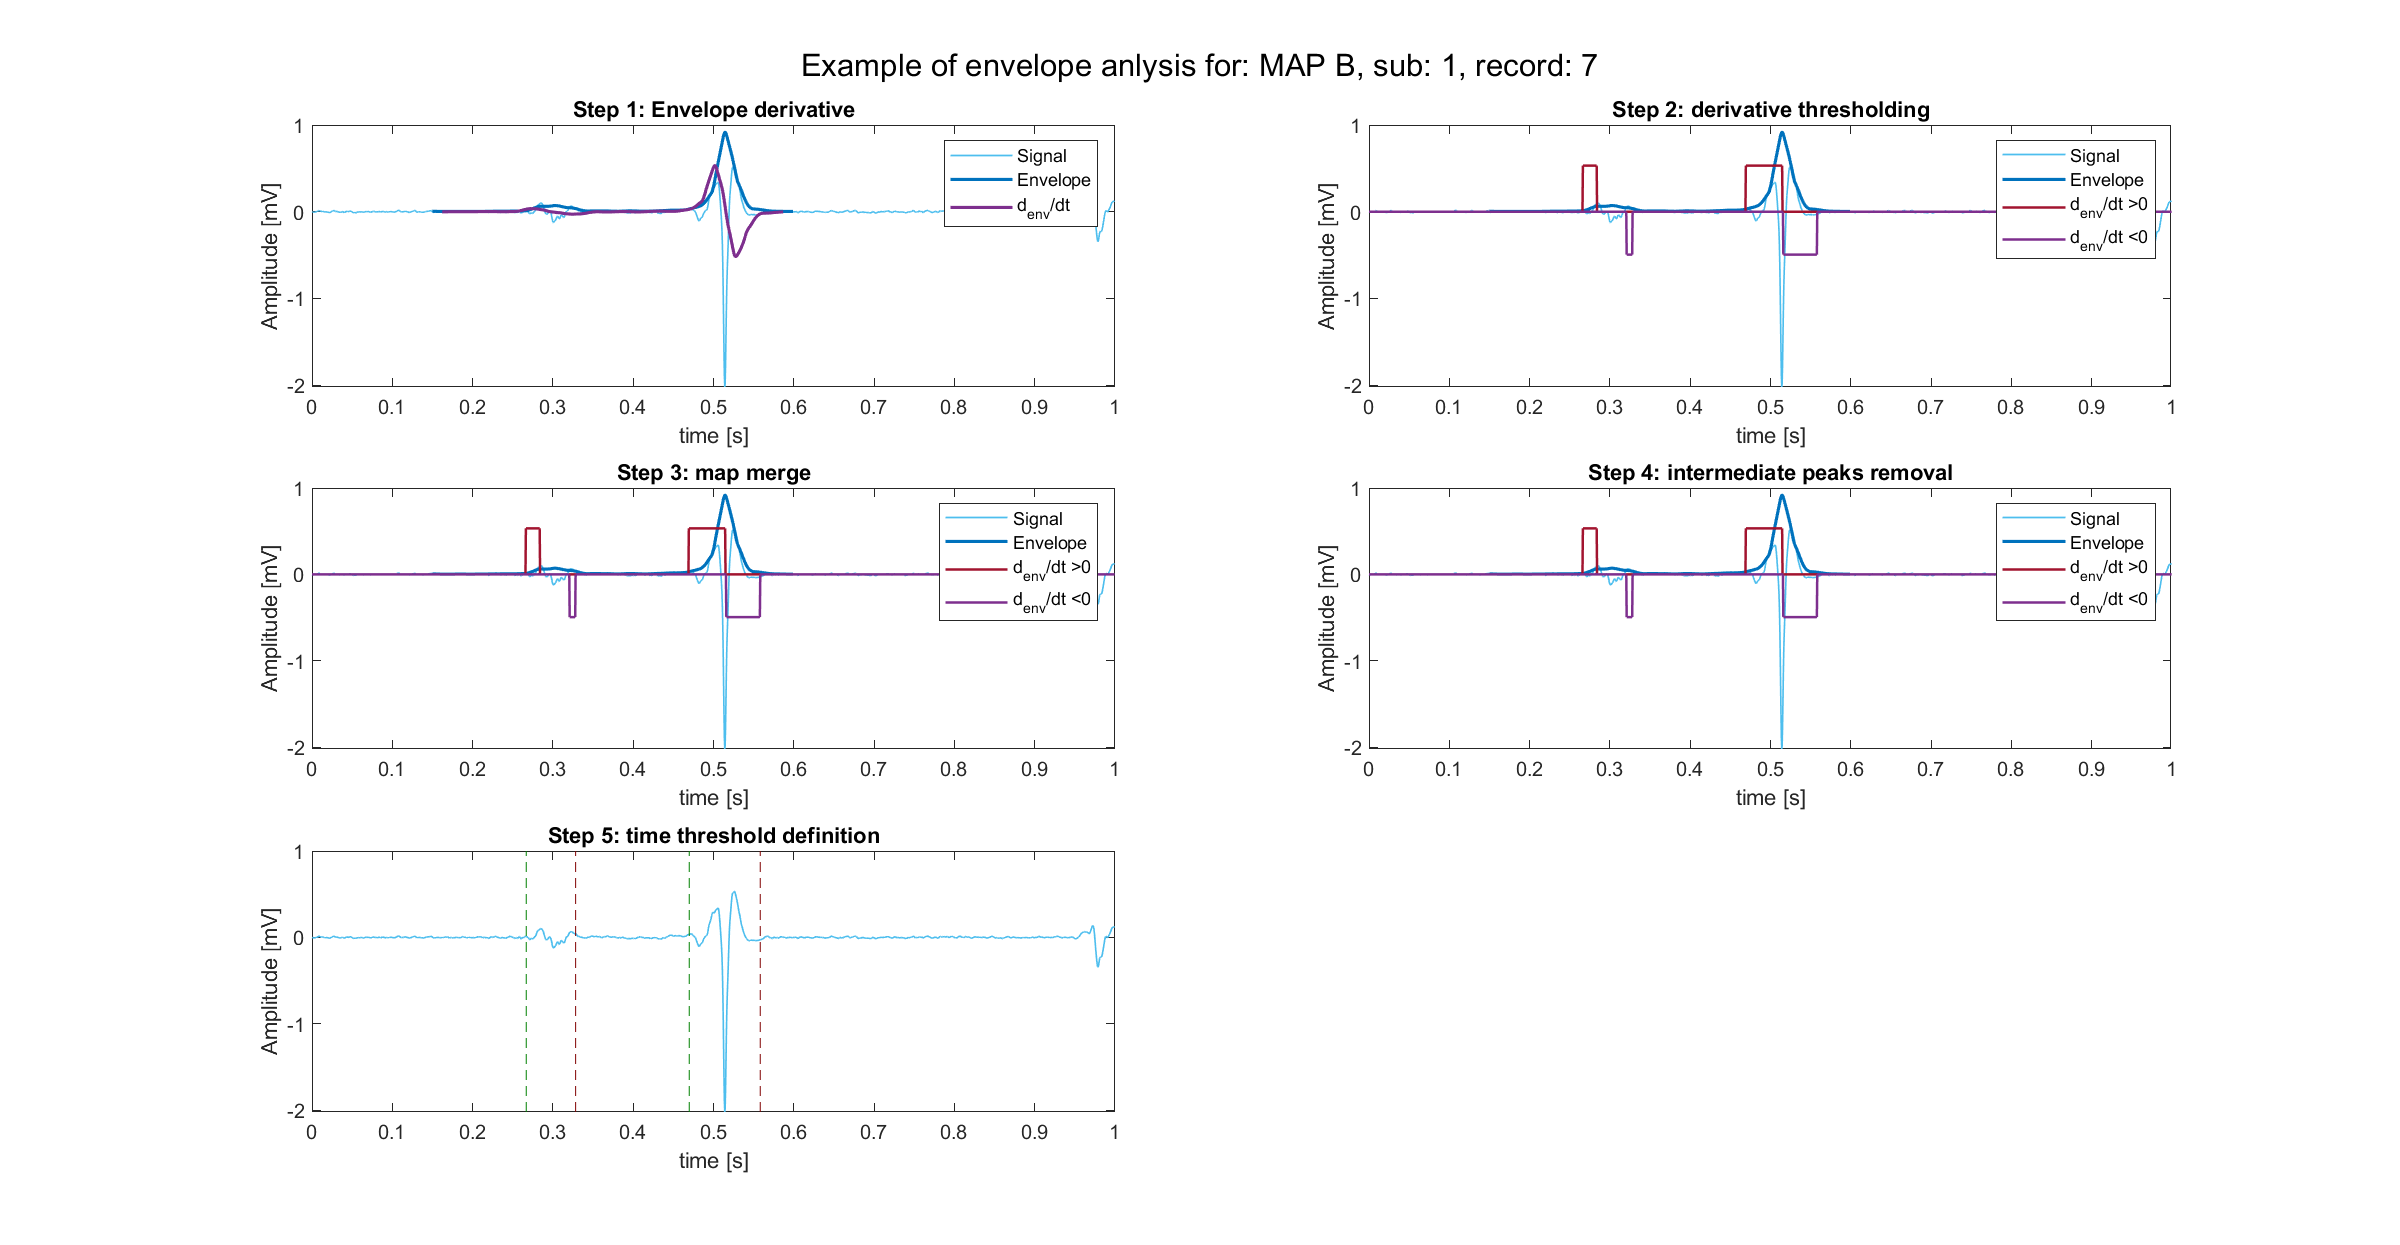 Example of envelope anlysis for: MAP B, sub: 1, record: 7
Step 1: Envelope derivative
1
0
-1
-2
Amplitude [mV]
Signal
Envelope
d_env/dt
0 0.1 0.2 0.3 0.4 0.5 0.6 0.7 0.8 0.9 1
time [s]
Step 2: derivative thresholding
1
0
-1
-2
Amplitude [mV]
Signal
Envelope
d_env/dt >0
d_env/dt <0
0 0.1 0.2 0.3 0.4 0.5 0.6 0.7 0.8 0.9 1
time [s]
Step 3: map merge
1
0
-1
-2
Amplitude [mV]
Signal
Envelope
d_env/dt >0
d_env/dt <0
0 0.1 0.2 0.3 0.4 0.5 0.6 0.7 0.8 0.9 1
time [s]
Step 4: intermediate peaks removal
1
0
-1
-2
Amplitude [mV]
Signal
Envelope
d_env/dt >0
d_env/dt <0
0 0.1 0.2 0.3 0.4 0.5 0.6 0.7 0.8 0.9 1
time [s]
Step 5: time threshold definition
1
0
-1
-2
Amplitude [mV]
0 0.1 0.2 0.3 0.4 0.5 0.6 0.7 0.8 0.9 1
time [s]